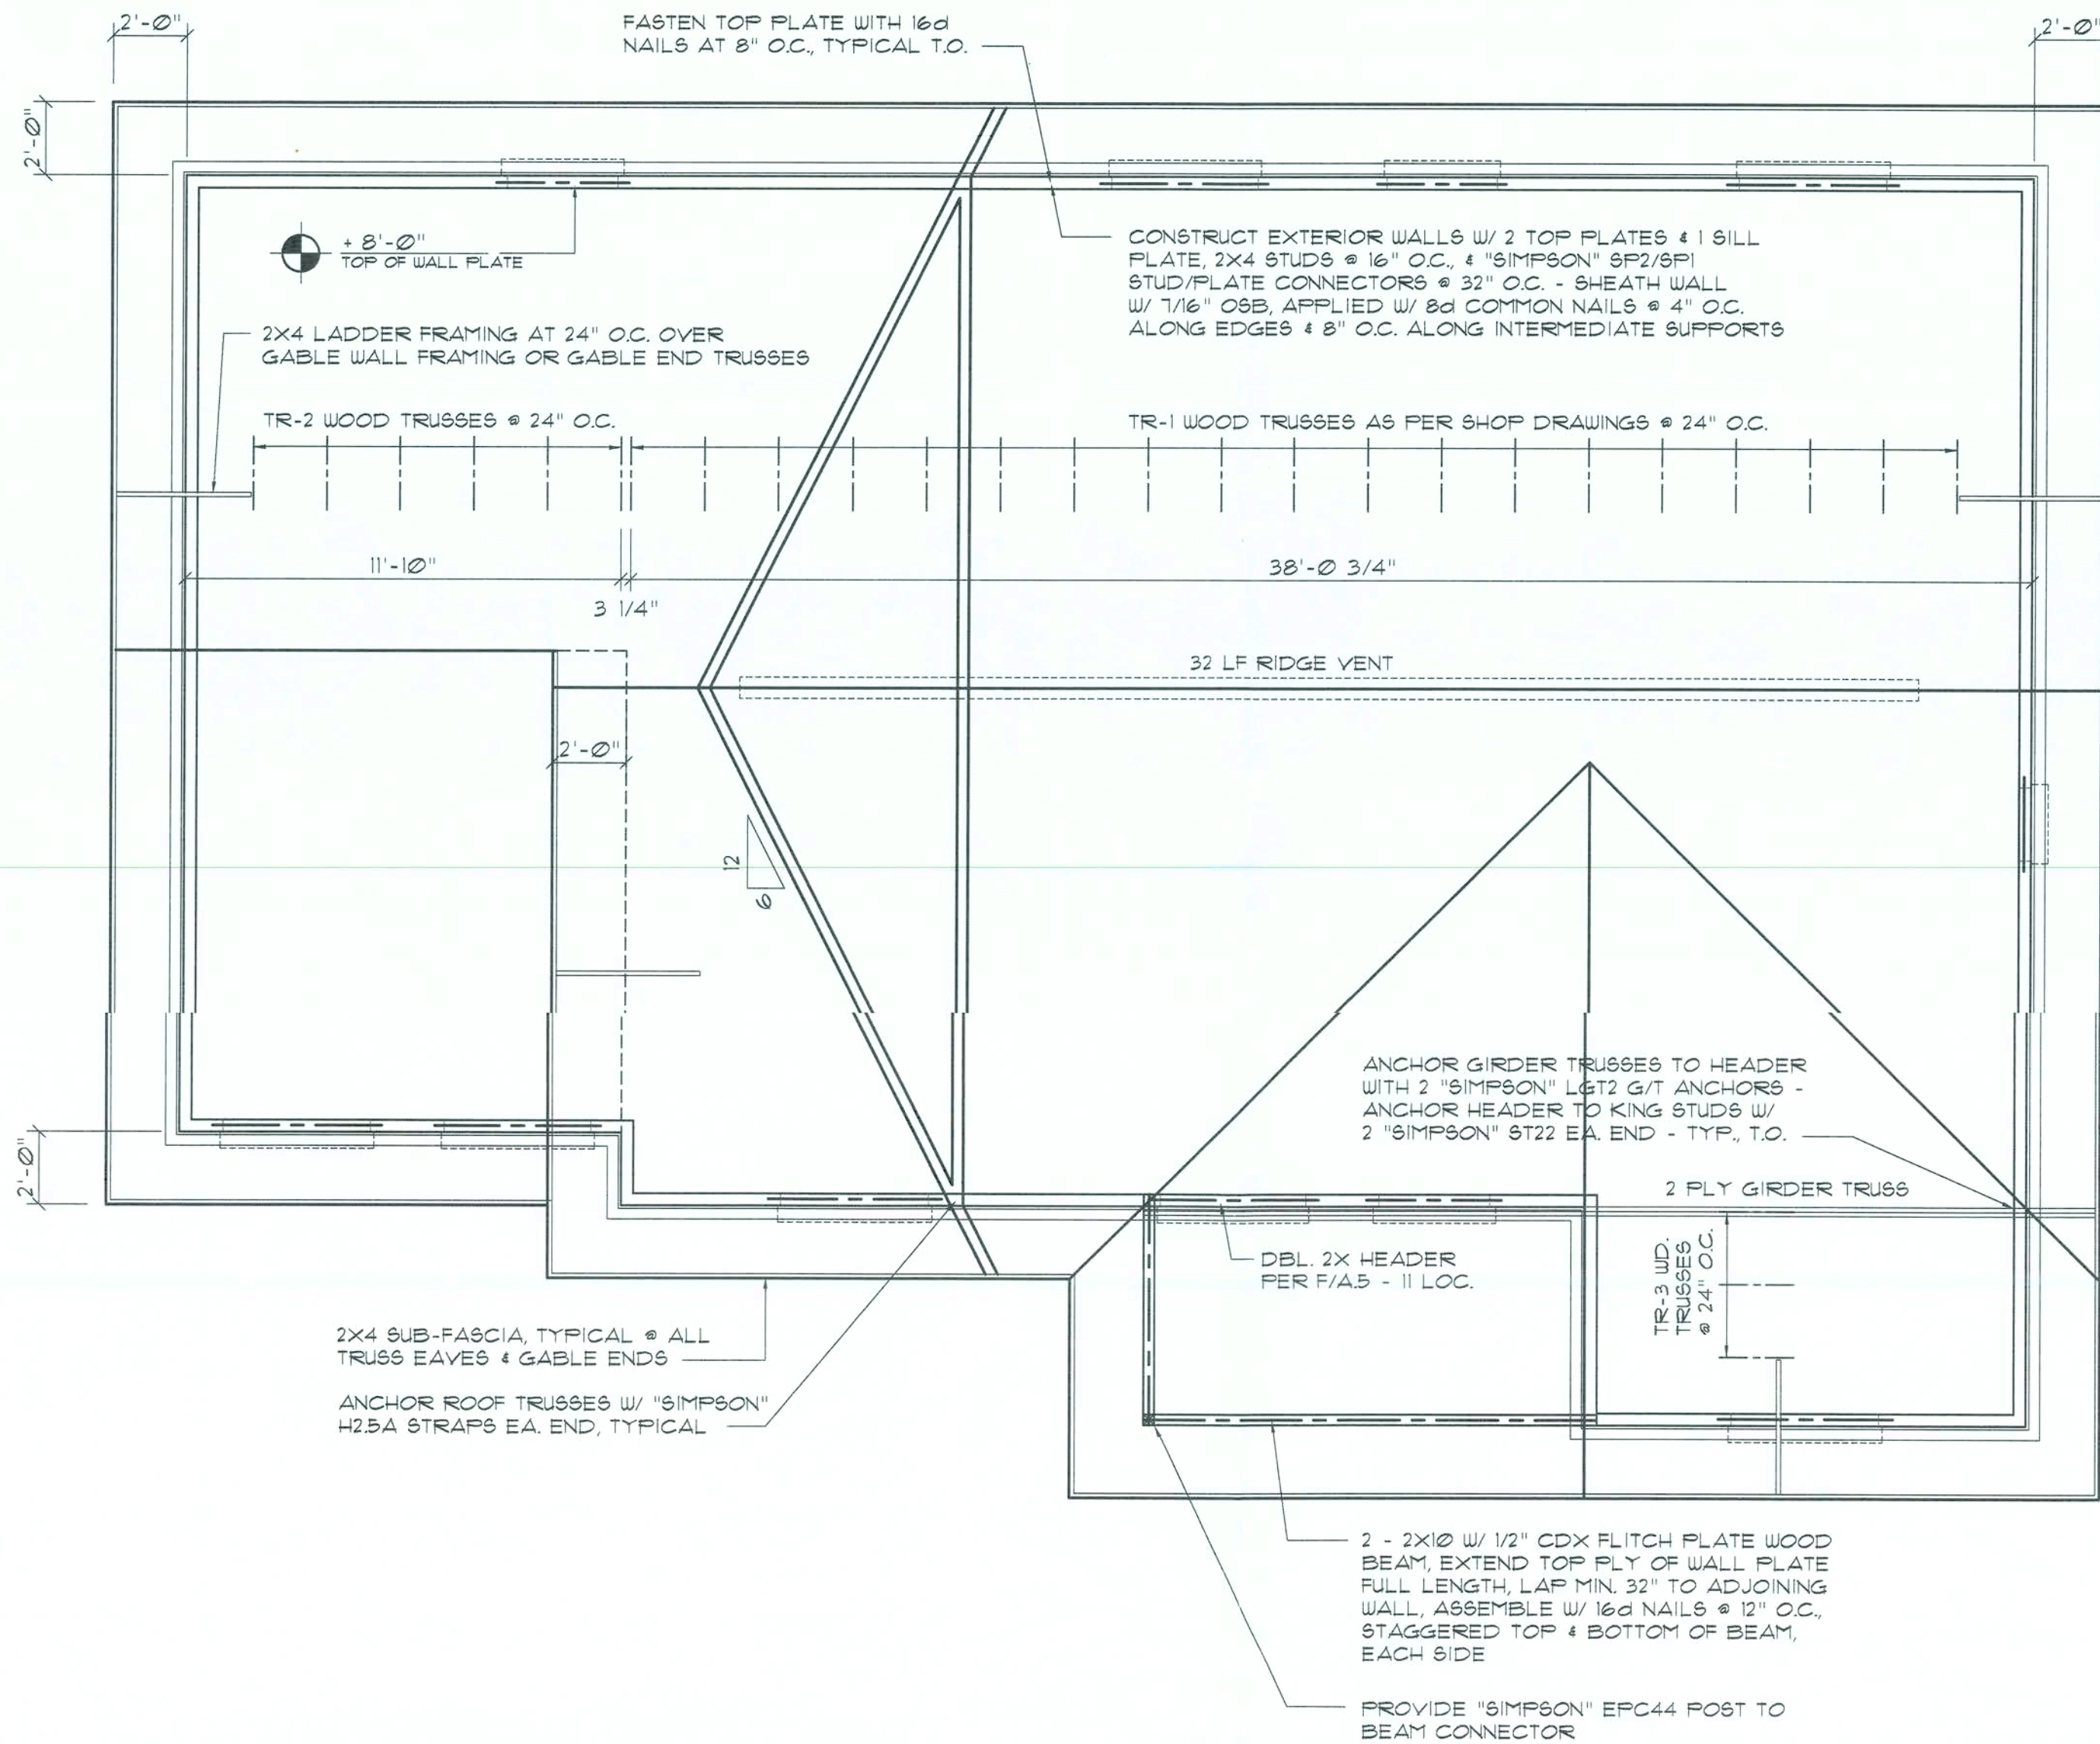 2'-0"
FASTEN TOP PLATE WITH 16d
NAILS AT 8" O.C., TYPICAL T.O.
2'-0"
2'-0"
+ 8'-0"
TOP OF WALL PLATE
CONSTRUCT EXTERIOR WALLS W/ 2 TOP PLATES & 1 SILL
PLATE, 2X4 STUDS @ 16" O.C., & "SIMPSON" SP2/SP1
STUD/PLATE CONNECTORS @ 32" O.C. - SHEATH WALL
W/ 7/16" OSB, APPLIED W/ 8d COMMON NAILS @ 4" O.C.
ALONG EDGES & 8" O.C. ALONG INTERMEDIATE SUPPORTS
2X4 LADDER FRAMING AT 24" O.C. OVER
GABLE WALL FRAMING OR GABLE END TRUSSES
TR-2 WOOD TRUSSES @ 24" O.C.
TR-1 WOOD TRUSSES AS PER SHOP DRAWINGS @ 24" O.C.
11'-10"
38'-0 3/4"
3 1/4"
32 LF RIDGE VENT
2'-0"
12
6
ANCHOR GIRDER TRUSSES TO HEADER
WITH 2 "SIMPSON" LGT2 G/T ANCHORS -
ANCHOR HEADER TO KING STUDS W/
2 "SIMPSON" ST22 EA. END - TYP., T.O.
2'-0"
2 PLY GIRDER TRUSS
DBL. 2X HEADER
PER F/A.5 - 11 LOC.
TR-3 WD.
TRUSSES
@ 24" O.C.
2X4 SUB-FASCIA, TYPICAL @ ALL
TRUSS EAVES & GABLE ENDS
ANCHOR ROOF TRUSSES W/ "SIMPSON"
H2.5A STRAPS EA. END, TYPICAL
2 - 2X10 W/ 1/2" CDX FLITCH PLATE WOOD
BEAM, EXTEND TOP PLY OF WALL PLATE
FULL LENGTH, LAP MIN. 32" TO ADJOINING
WALL, ASSEMBLE W/ 16d NAILS @ 12" O.C.,
STAGGERED TOP & BOTTOM OF BEAM,
EACH SIDE
PROVIDE "SIMPSON" EPC44 POST TO
BEAM CONNECTOR